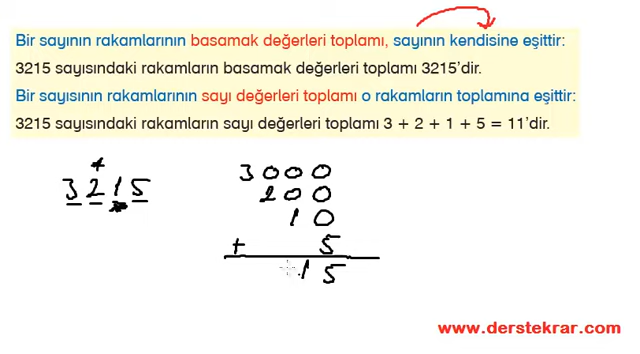 Bir sayının rakamlarının basamak değerleri toplamı, sayının kendisine eşittir:
3215 sayısındaki rakamların basamak değerleri toplamı 3215'dir.
Bir sayısının rakamlarının sayı değerleri toplamı o rakamların toplamına eşittir:
3215 sayısındaki rakamların sayı değerleri toplamı 3 + 2 + 1 + 5 = 11'dir.
3215
3000
200
10
+ 5
15
www.derstekrar.com